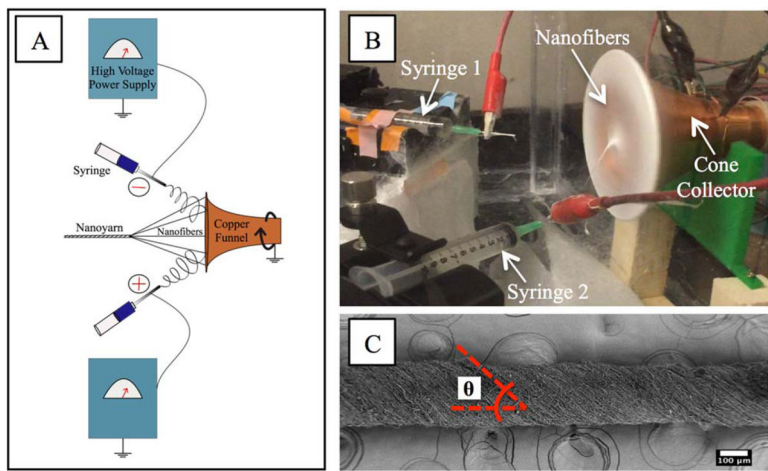 A
High Voltage
Power Supply
Syringe
−
Nanoyarn
Nanofibers
Copper
Funnel
+
B
Nanofibers
Syringe 1
Cone
Collector
Syringe 2
C
θ
100 µm